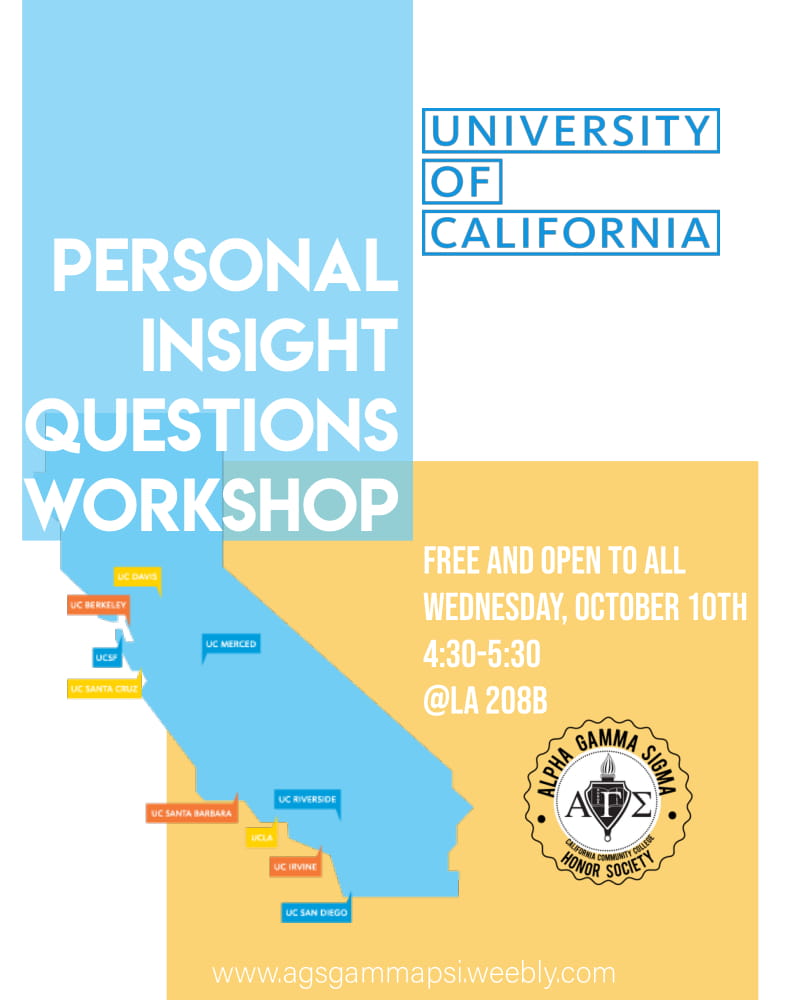 UNIVERSITY
OF
CALIFORNIA
PERSONAL
INSIGHT
QUESTIONS
WORKSHOP
FREE AND OPEN TO ALL
WEDNESDAY, OCTOBER 10TH
4:30-5:30
@LA 208B
UC DAVIS
UC BERKELEY
UC MERCED
UCSF
UC SANTA CRUZ
UC RIVERSIDE
UC SANTA BARBARA
UCLA
UC IRVINE
UC SAN DIEGO
ALPHA GAMMA SIGMA
ΑΓΣ
CALIFORNIA COMMUNITY COLLEGE
HONOR SOCIETY
www.agsgammapsi.weebly.com